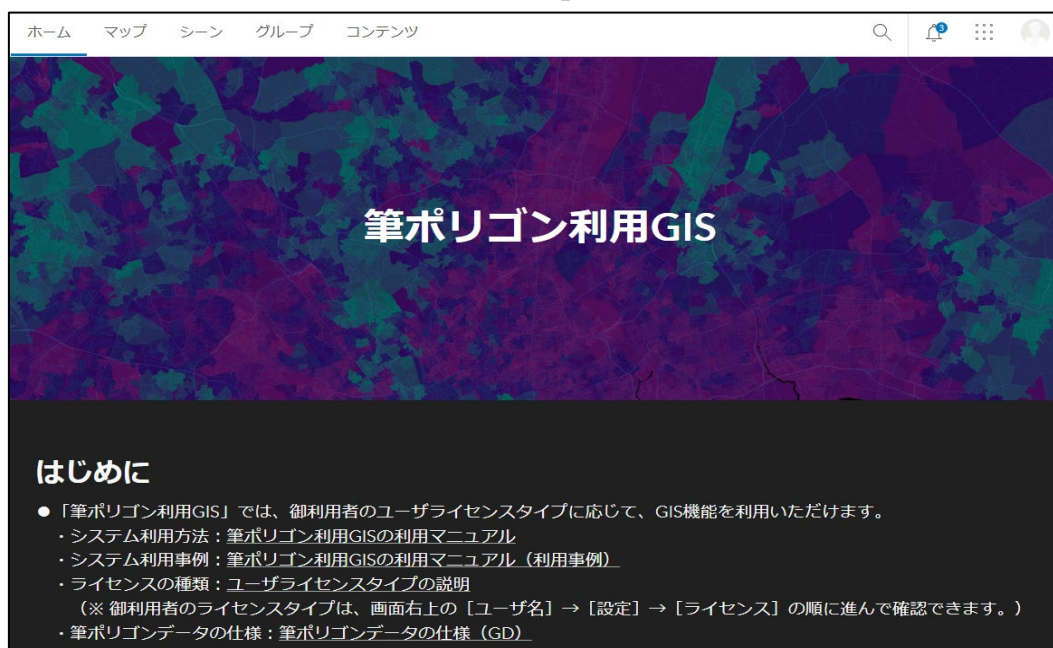 ホーム マップ シーン グループ コンテンツ 3
筆ポリゴン利用GIS
はじめに
●「筆ポリゴン利用GIS」では、御利用者のユーザライセンスタイプに応じて、GIS機能を利用いただけます。
・システム利用方法：筆ポリゴン利用GISの利用マニュアル
・システム利用事例：筆ポリゴン利用GISの利用マニュアル（利用事例）
・ライセンスの種類：ユーザライセンスタイプの説明
（※ 御利用者のライセンスタイプは、画面右上の［ユーザ名］→［設定］→［ライセンス］の順に進んで確認できます。）
・筆ポリゴンデータの仕様：筆ポリゴンデータの仕様（GD）